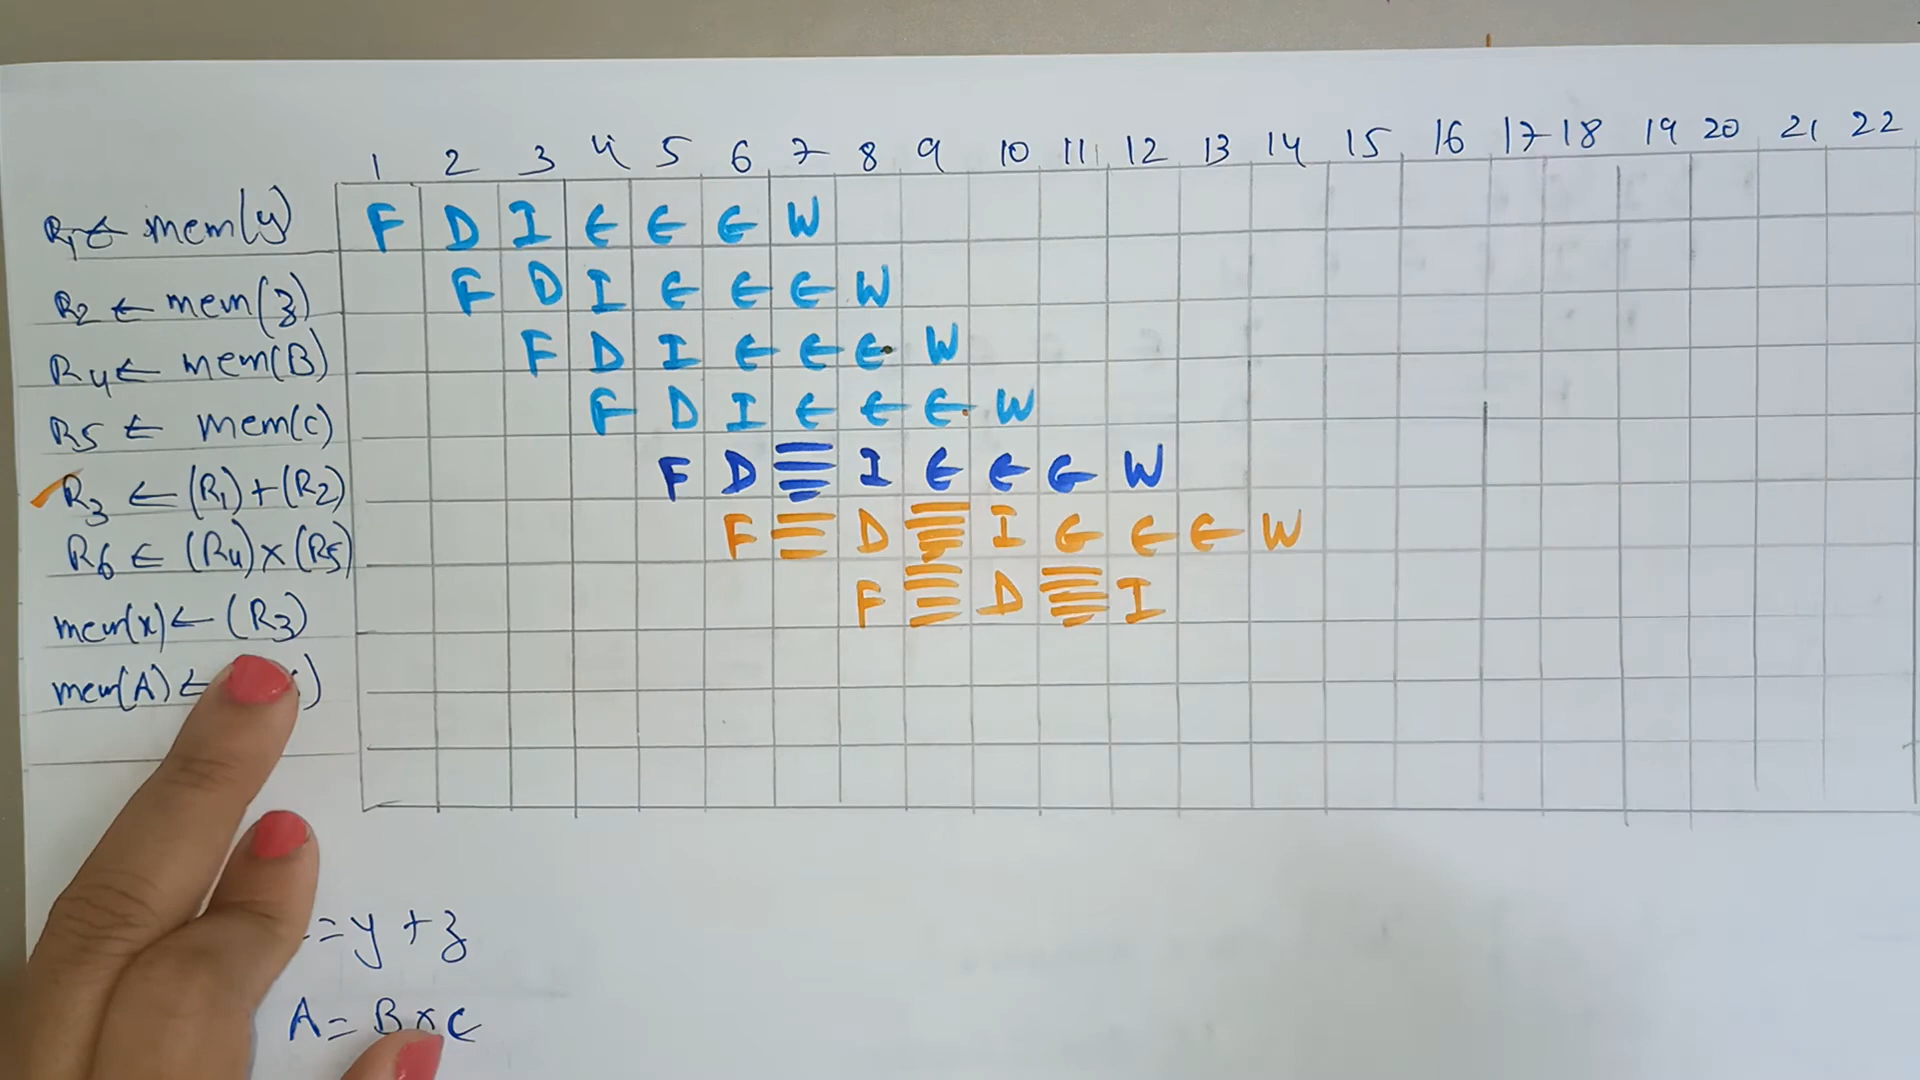 1 2 3 4 5 6 7 8 9 10 11 12 13 14 15 16 17 18 19 20 21 22
R1 ← mem(y) F D I E E E W
R2 ← mem(z) F D I E E E W
R4 ← mem(B) F D I E E E W
R5 ← mem(C) F D I E E E W
R3 ← (R1)+(R2) F D I E E E W
R6 ← (R4)×(R5) F D I E E E W
mem(x) ← (R3) F D I
mem(A) ← )
= y + z
A = B × C